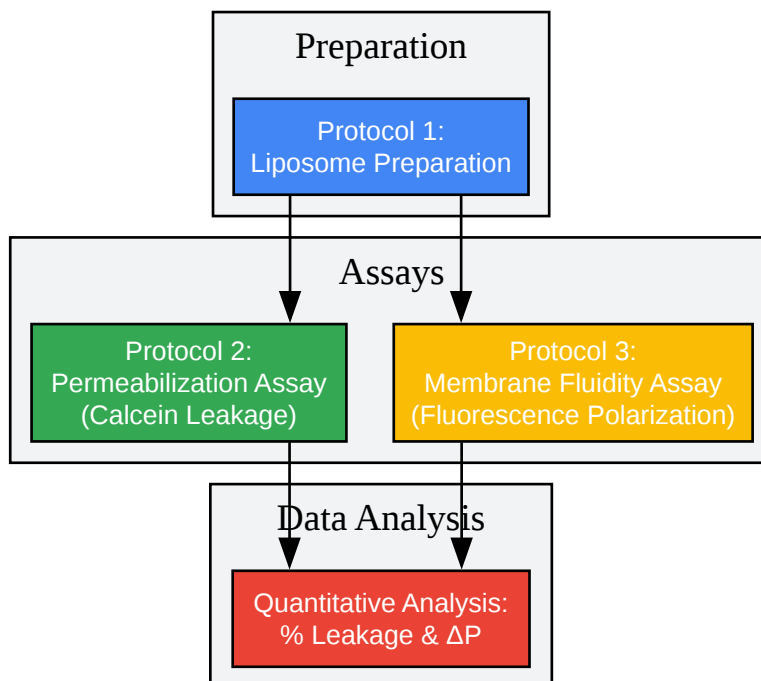 Preparation
Protocol 1:
Liposome Preparation
Assays
Protocol 2:
Permeabilization Assay
(Calcein Leakage)
Protocol 3:
Membrane Fluidity Assay
(Fluorescence Polarization)
Data Analysis
Quantitative Analysis:
% Leakage & ΔP